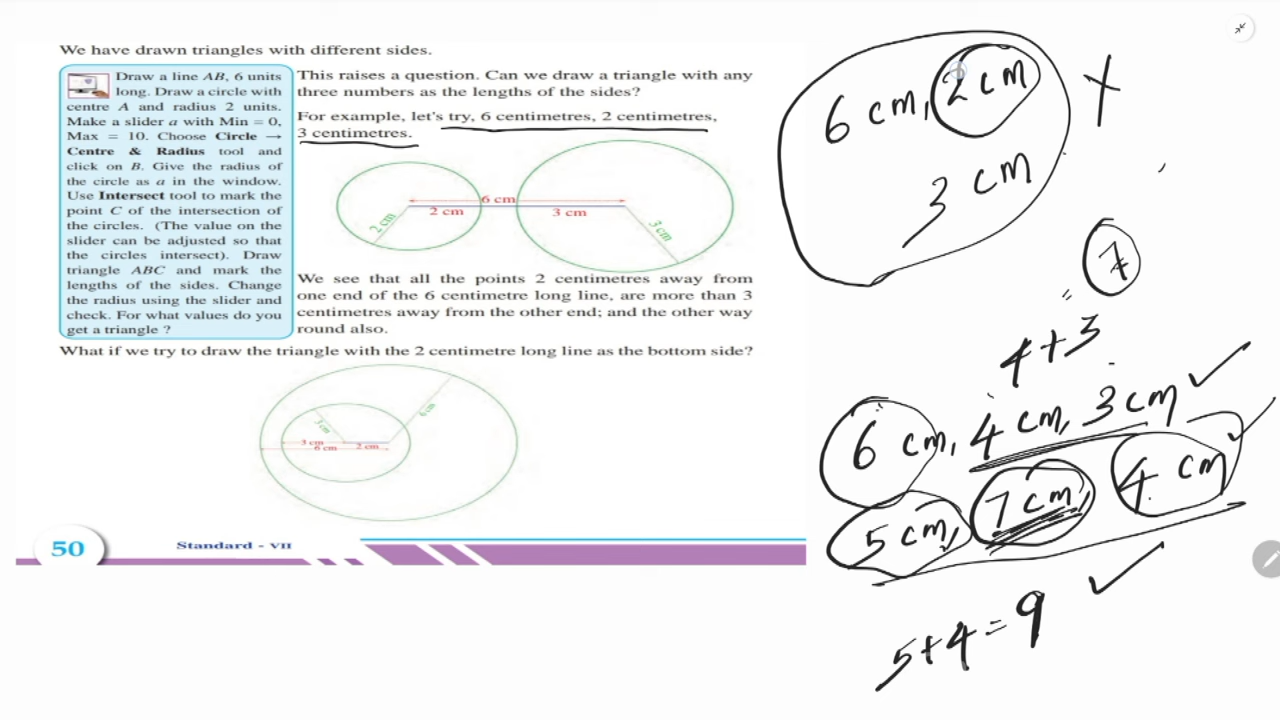 We have drawn triangles with different sides.
Draw a line AB, 6 units
long. Draw a circle with
centre A and radius 2 units.
Make a slider a with Min = 0,
Max = 10. Choose Circle →
Centre & Radius tool and
click on B. Give the radius of
the circle as a in the window.
Use Intersect tool to mark the
point C of the intersection of
the circles. (The value on the
slider can be adjusted so that
the circles intersect). Draw
triangle ABC and mark the
lengths of the sides. Change
the radius using the slider and
check. For what values do you
get a triangle ?
This raises a question. Can we draw a triangle with any
three numbers as the lengths of the sides?
For example, let's try, 6 centimetres, 2 centimetres,
3 centimetres.
6 cm
2 cm
3 cm
2 cm
3 cm
We see that all the points 2 centimetres away from
one end of the 6 centimetre long line, are more than 3
centimetres away from the other end; and the other way
round also.
What if we try to draw the triangle with the 2 centimetre long line as the bottom side?
3 cm
6 cm
3 cm
2 cm
6 cm
50
Standard - VII
6 cm, 2 cm
3 cm
= 7
4+3
6 cm, 4 cm, 3 cm
5 cm, 7 cm, 4 cm
5+4=9